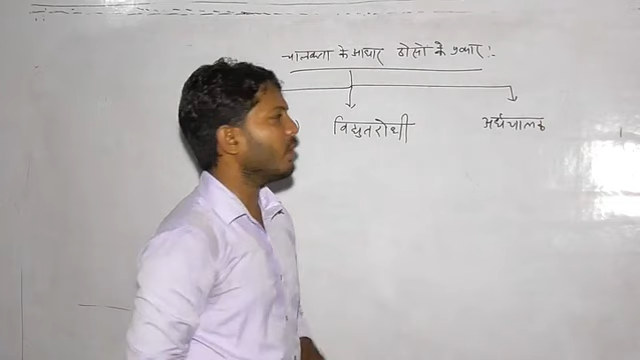 चालकता के आधार ठोसो के प्रकार :-
विद्युतरोधी
अर्धचालक